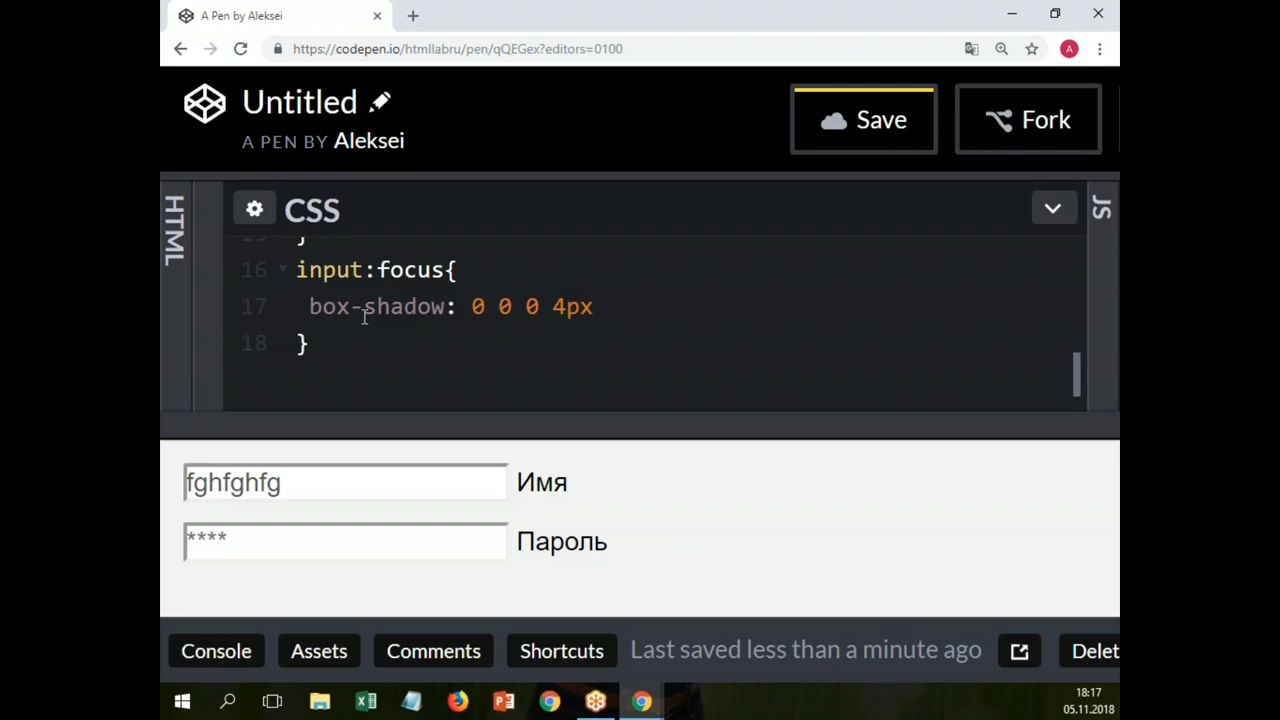 A Pen by Aleksei
https://codepen.io/htmllabru/pen/qQEGex?editors=0100
A
Untitled
A PEN BY Aleksei
Save
Fork
HTML
CSS
JS
15 }
16 input:focus{
17 box-shadow: 0 0 0 4px
18 }
fghfghfg Имя
**** Пароль
Console
Assets
Comments
Shortcuts
Last saved less than a minute ago
Delet
18:17
05.11.2018